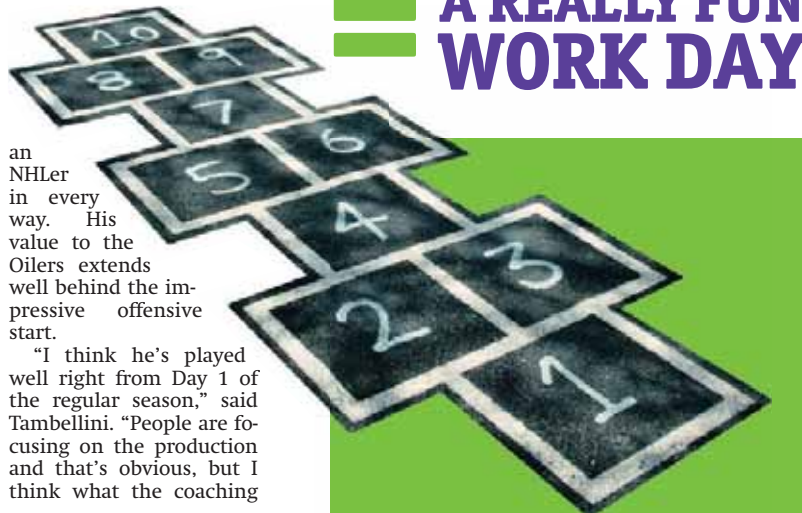 A REALLY FUN
WORK DAY
10
8 9
7
5 6
4
2 3
1
an
NHLer
in every
way. His
value to the
Oilers extends
well behind the im-
pressive offensive
start.
“I think he’s played
well right from Day 1 of
the regular season,” said
Tambellini. “People are fo-
cusing on the production
and that’s obvious, but I
think what the coaching